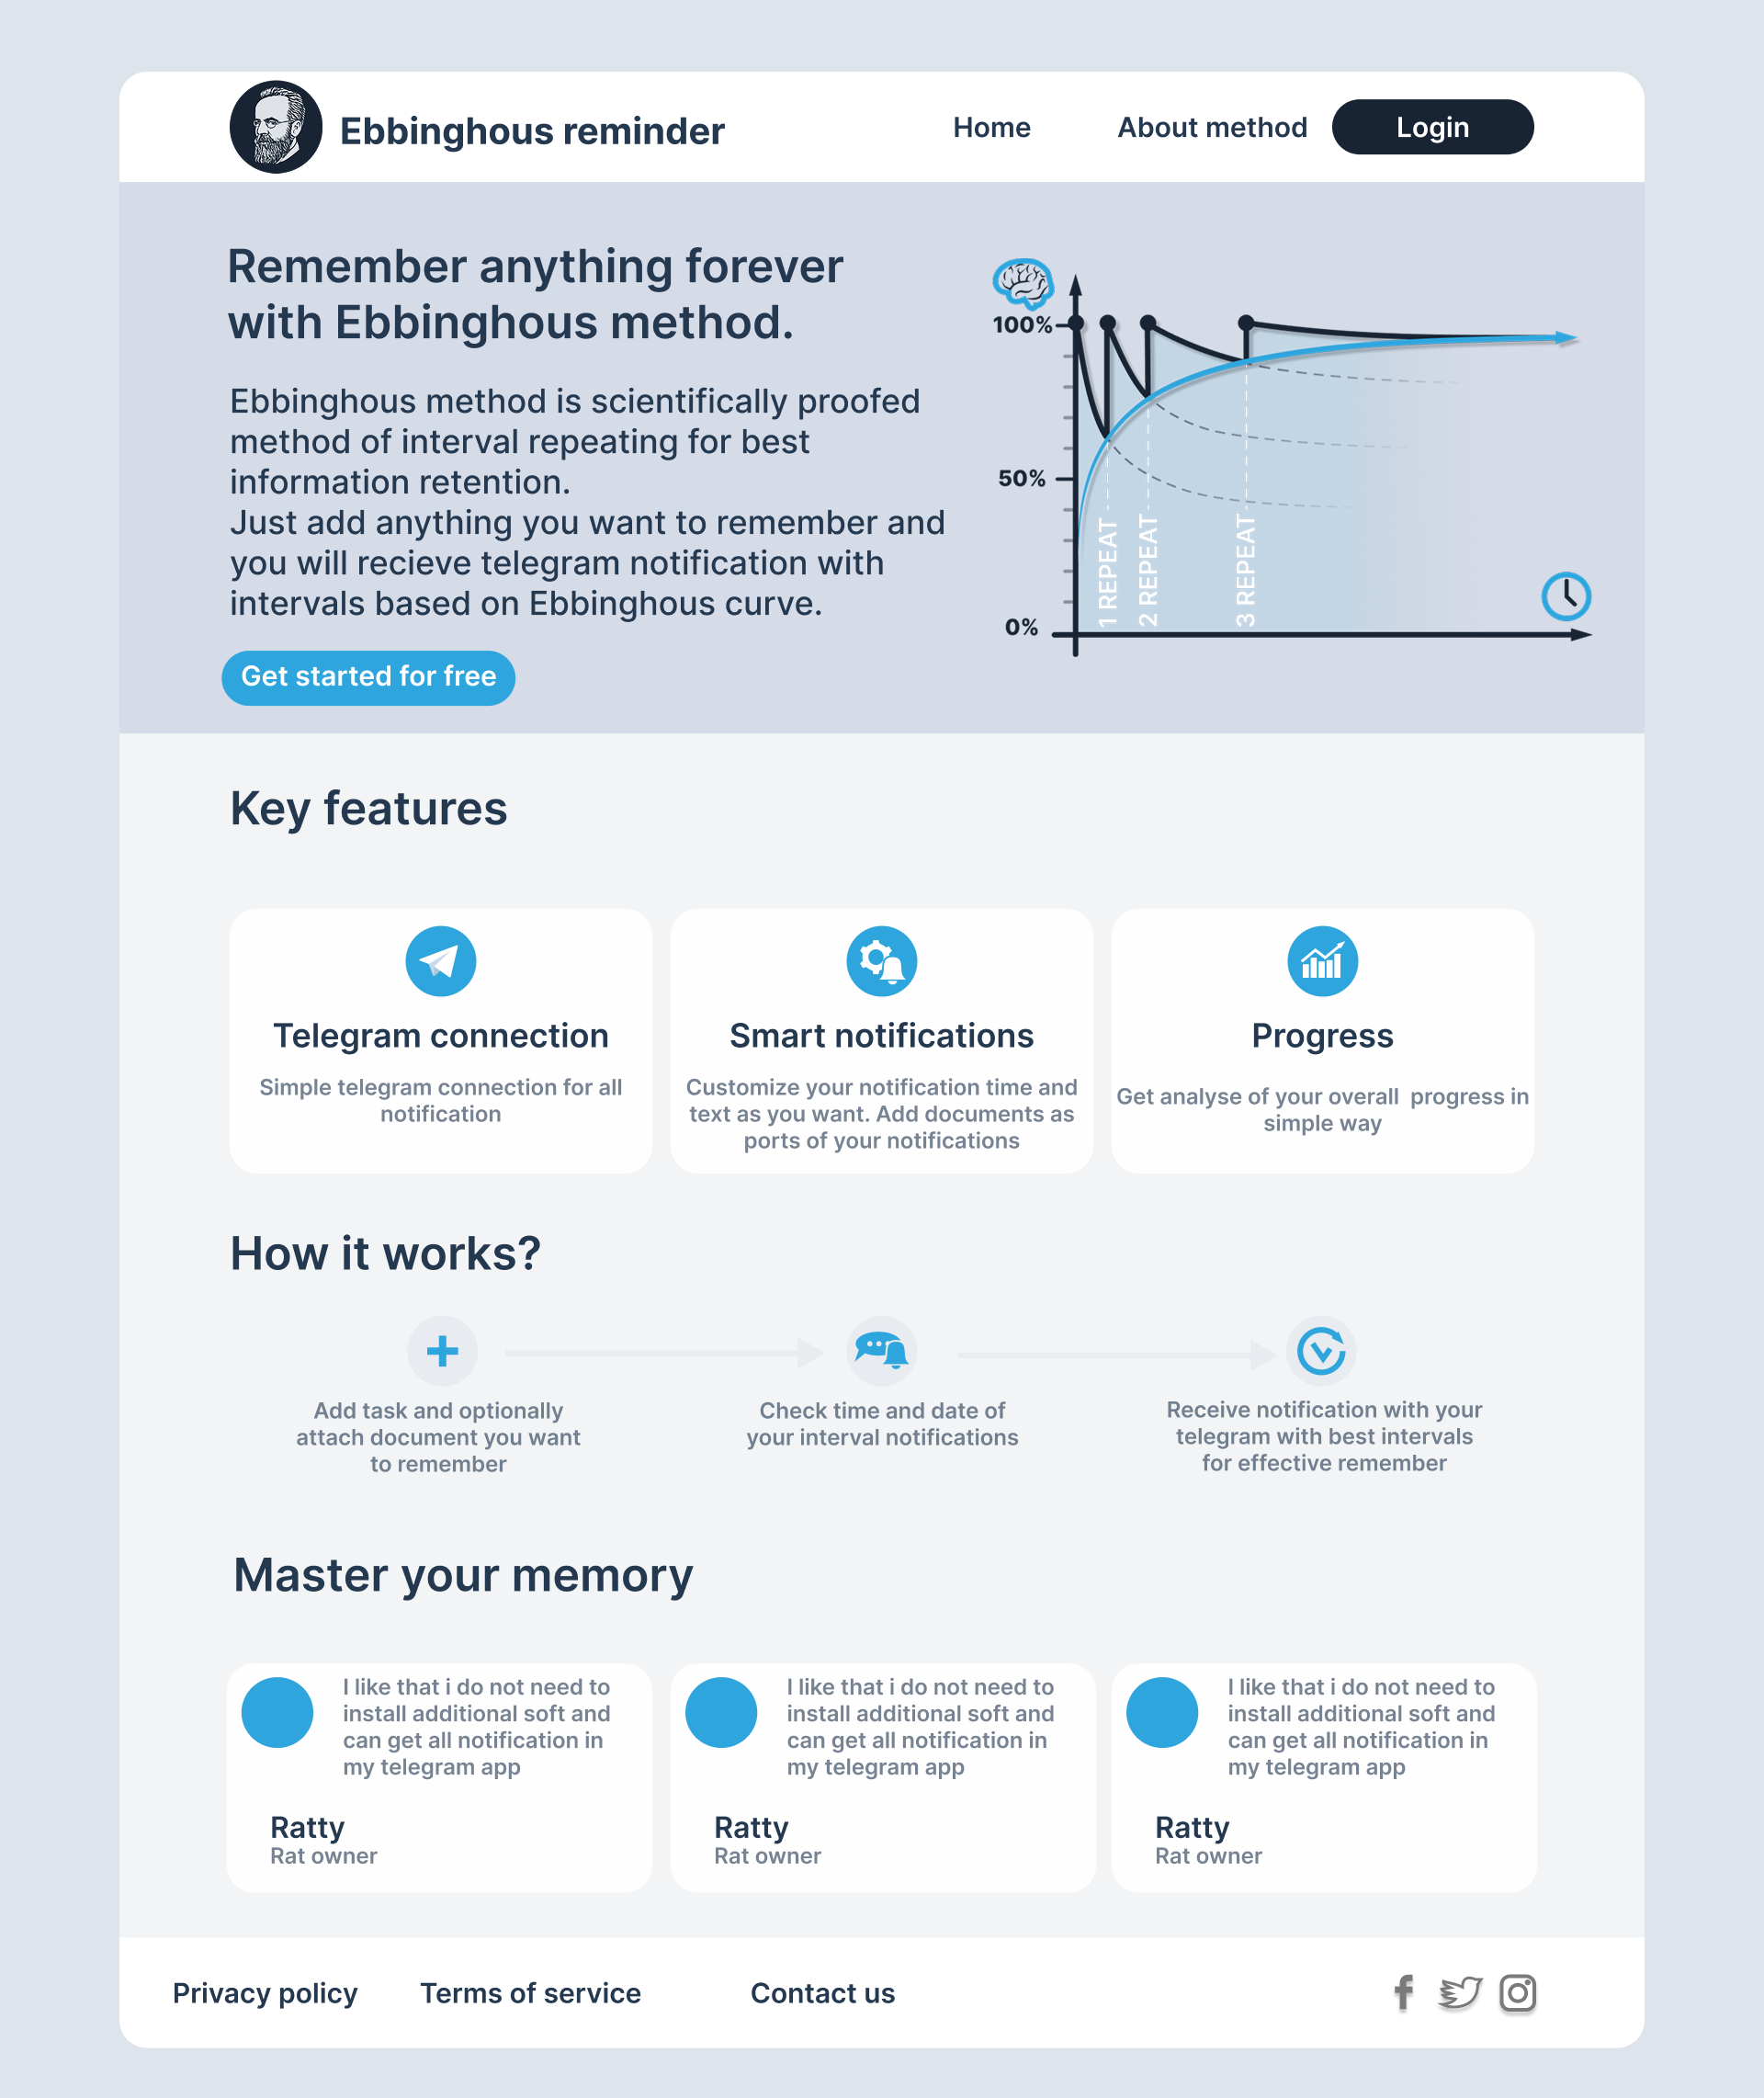 Ebbinghous reminder
Home
About method
Login
Remember anything forever
with Ebbinghous method.
Ebbinghous method is scientifically proofed
method of interval repeating for best
information retention.
Just add anything you want to remember and
you will recieve telegram notification with
intervals based on Ebbinghous curve.
Get started for free
100%
50%
0%
1 REPEAT
2 REPEAT
3 REPEAT
Key features
Telegram connection
Simple telegram connection for all
notification
Smart notifications
Customize your notification time and
text as you want. Add documents as
ports of your notifications
Progress
Get analyse of your overall  progress in
simple way
How it works?
Add task and optionally
attach document you want
to remember
Check time and date of
your interval notifications
Receive notification with your
telegram with best intervals
for effective remember
Master your memory
I like that i do not need to
install additional soft and
can get all notification in
my telegram app
Ratty
Rat owner
I like that i do not need to
install additional soft and
can get all notification in
my telegram app
Ratty
Rat owner
I like that i do not need to
install additional soft and
can get all notification in
my telegram app
Ratty
Rat owner
Privacy policy
Terms of service
Contact us